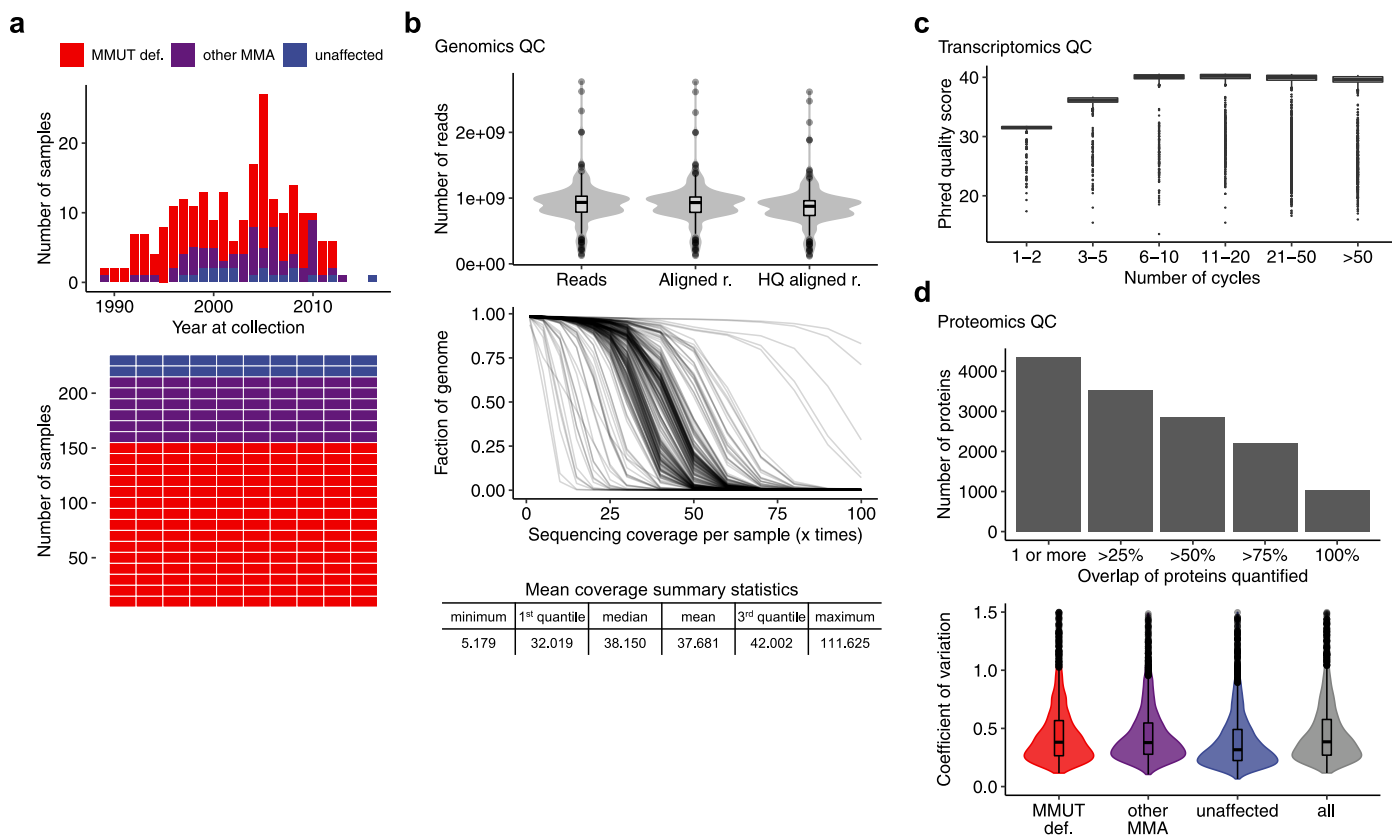 a
MMUT def.
other MMA
unaffected
Number of samples
20
10
0
1990
2000
2010
Year at collection
Number of samples
200
150
100
50
b
Genomics QC
Number of reads
2e+09
1e+09
0e+00
Reads
Aligned r.
HQ aligned r.
Faction of genome
1.00
0.75
0.50
0.25
0.00
0
25
50
75
100
Sequencing coverage per sample (x times)
Mean coverage summary statistics
minimum 1st quantile median mean 3rd quantile maximum
5.179 32.019 38.150 37.681 42.002 111.625
c
Transcriptomics QC
Phred quality score
40
30
20
1–2
3–5
6–10
11–20
21–50
>50
Number of cycles
d
Proteomics QC
Number of proteins
4000
3000
2000
1000
0
1 or more
>25%
>50%
>75%
100%
Overlap of proteins quantified
Coefficient of variation
1.5
1.0
0.5
0.0
MMUT
def.
other
MMA
unaffected
all